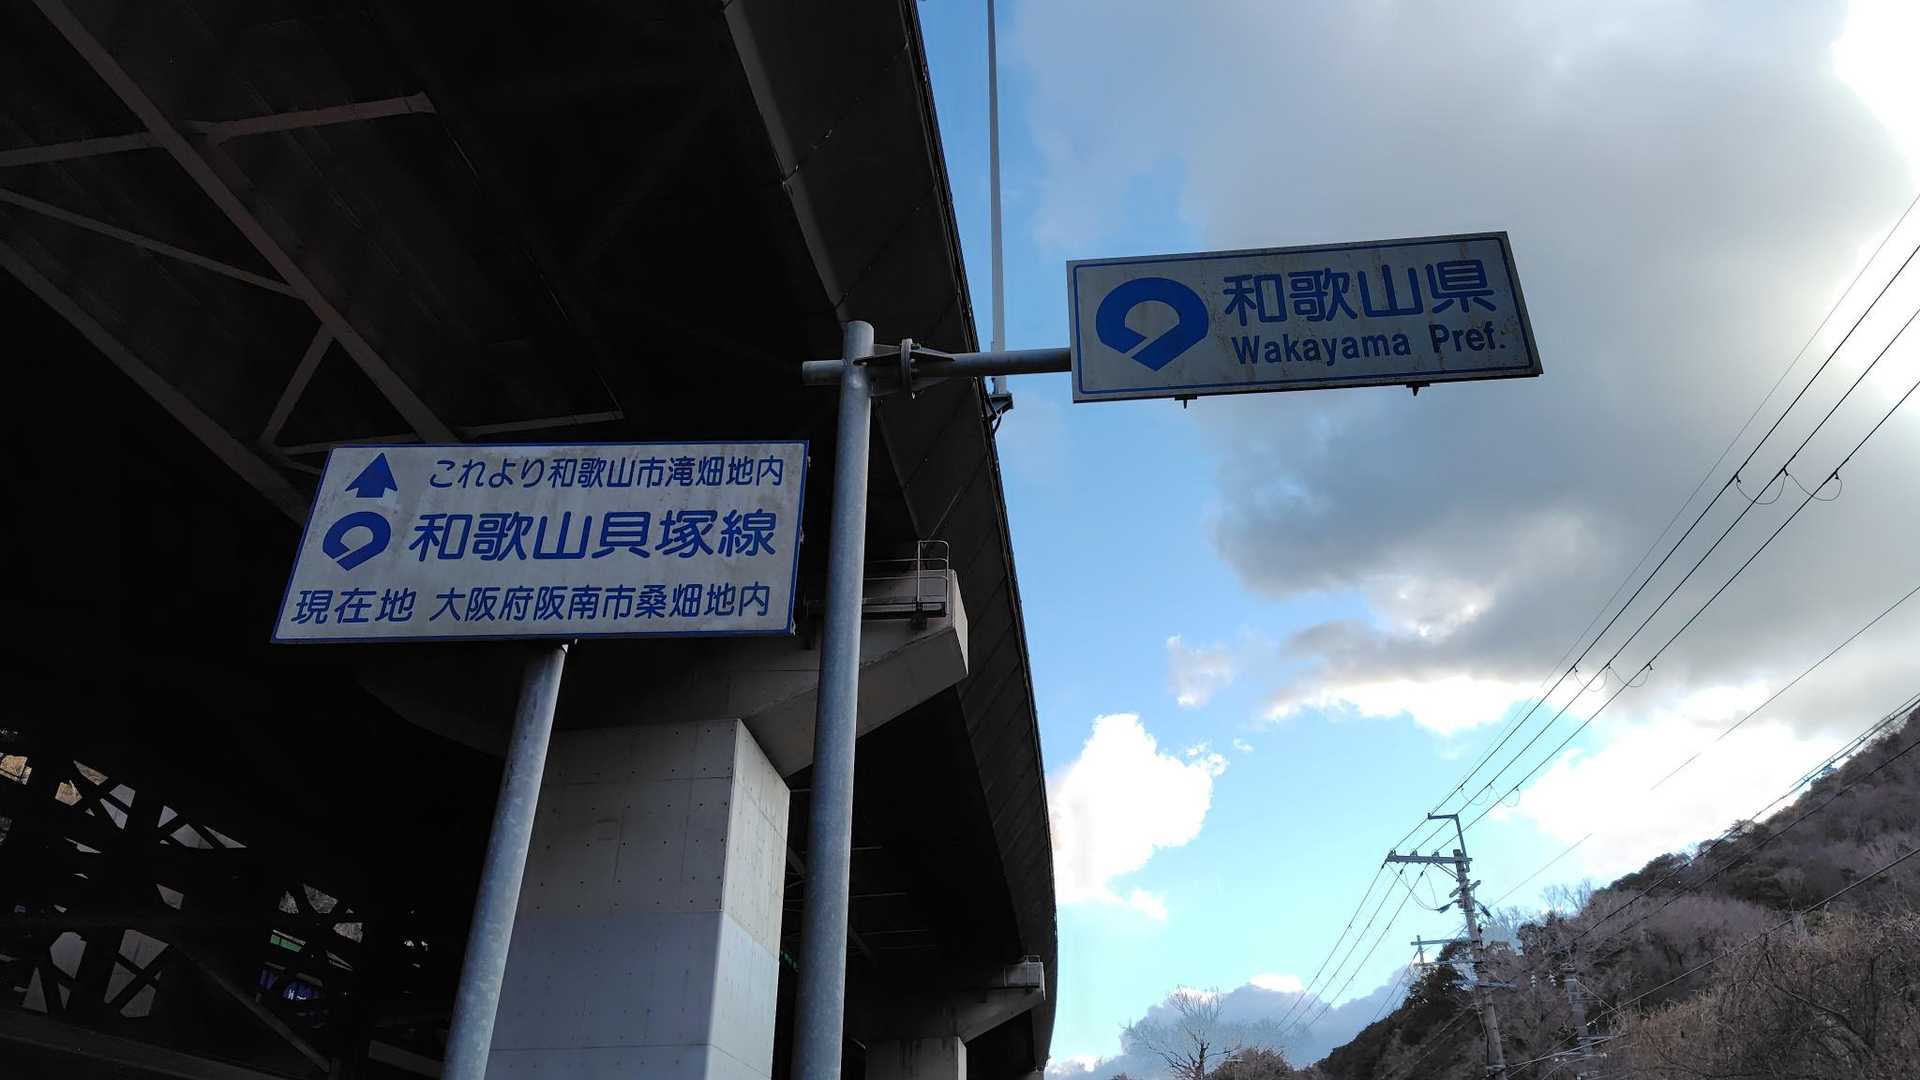 和歌山県
Wakayama Pref.
これより和歌山市滝畑地内
和歌山貝塚線
現在地 大阪府阪南市桑畑地内